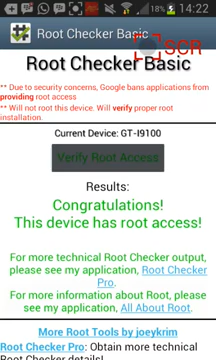 14:22
Root Checker Basic
SCR
Root Checker Basic
** Due to security concerns, Google bans applications from
providing root access
** Will not root this device. Will verify proper root
installation.
Current Device: GT-I9100
Verify Root Access
Results:
Congratulations!
This device has root access!
For more technical Root Checker output,
please see my application, Root Checker
Pro.
For more information about Root, please
see my application, All About Root.
More Root Tools by joeykrim
Root Checker Pro: Obtain more technical
Root Checker details!